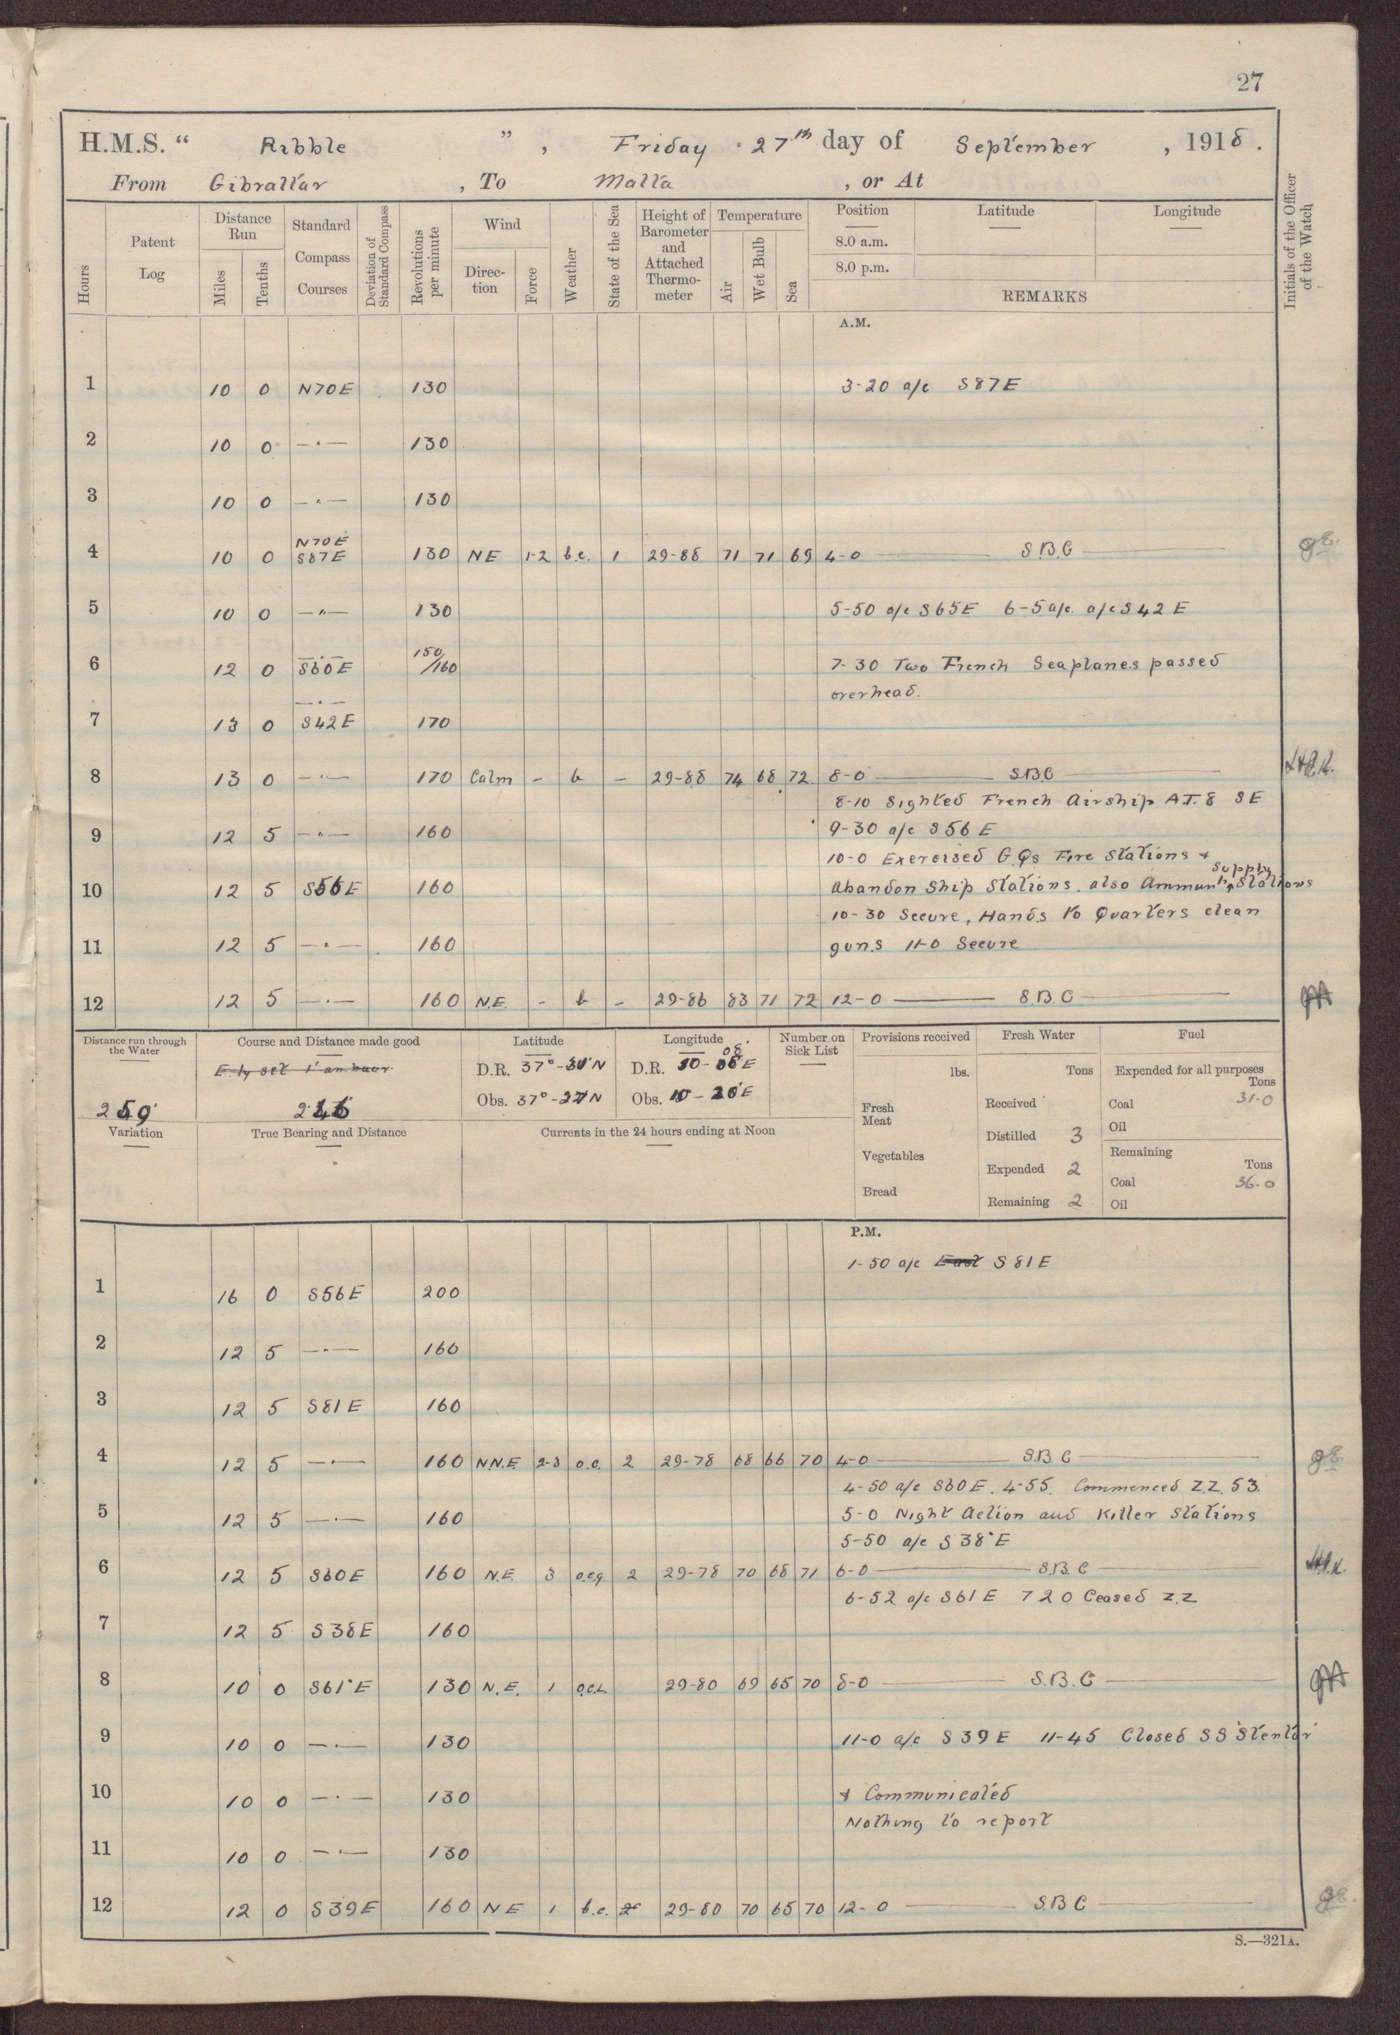 27
H.M.S. “ Ribble ” , Friday 27th day of September , 1918 .
From Gibraltar , To Malta , or At
Hours
Patent Log
Distance Run
Miles
Tenths
Standard Compass Courses
Deviation of Standard Compass
Revolutions per minute
Wind
Direc-tion
Force
Weather
State of the Sea
Height of Barometer and Attached Thermo-meter
Temperature
Air
Wet Bulb
Sea
Position Latitude Longitude
8.0 a.m.
8.0 p.m.
REMARKS
Initials of the Officer of the Watch
A.M.
1 10 0 N70E 130 3-20 a/c S87E
2 10 0 —·— 130
3 10 0 —·— 130
N70E
4 10 0 S87E 130 NE 1-2 b.c. 1 29-88 71 71 69 4-0 S.B.C
5 10 0 —"— 130 5-50 a/c S65E 6-5 a/c a/c S42E
6 12 0 —·— S60E 150/160 7-30 Two French Seaplanes passed
overhead.
7 13 0 —·— S42E 170
8 13 0 —·— 170 Calm - b - 29-88 74 68 72 8-0 S.B.C
8-10 Sighted French Airship AT.8 SE
9 12 5 —"— 160 9-30 a/c S56E
10-0 Exercised G.Qs Fire Stations +
supply
10 12 5 S56E 160 Abandon Ship Stations. also Ammunn Stations
10-30 Secure, Hands to Quarters clean
11 12 5 —·— 160 guns 11-0 Secure
12 12 5 —·— 160 N.E. - b - 29-86 83 71 72 12-0 S.B.C
Distance run through the Water
Course and Distance made good
Latitude
Longitude
Number on Sick List
Provisions received
Fresh Water
Fuel
E'ly set 1' an hour
D.R. 37°- N D.R. E
Obs. 37°-27N Obs. 10-26'E
lbs.
Tons
Expended for all purposes
Tons
259'
Fresh Meat
Received
Coal 31-0
Oil
Variation
True Bearing and Distance
Currents in the 24 hours ending at Noon
Distilled 3
Remaining
Tons
Vegetables
Expended 2
Coal 56-0
Bread
Remaining 2
Oil
P.M.
1-50 a/c East S81E
1 16 0 S56E 200
2 12 5 —·— 160
3 12 5 S81E 160
4 12 5 —·— 160 N.N.E 2-3 o.c. 2 29-78 68 66 70 4-0 S.B.C
4-50 a/c S60E. 4-55. Commenced Z.Z. 53.
5 12 5 —·— 160 5-0 Night Action and Killer Stations
5-50 a/c S38°E
6 12 5 S60E 160 N.E. 3 o.c.q 2 29-78 70 68 71 6-0 S.B.C
6-52 a/c S61E 720 Ceased Z.Z
7 12 5 S38E 160
8 10 0 S61°E 130 N.E. 1 o.c.L 29-80 69 65 70 8-0 S.B.C
9 10 0 —·— 130 11-0 a/c S39E 11-45 Closed SS 'Stentor'
10 10 0 —·— 130 + Communicated
Nothing to report
11 10 0 —·— 130
12 12 0 S39E 160 NE 1 b.c. 29-80 70 65 70 12-0 S.B.C
S.—321A.